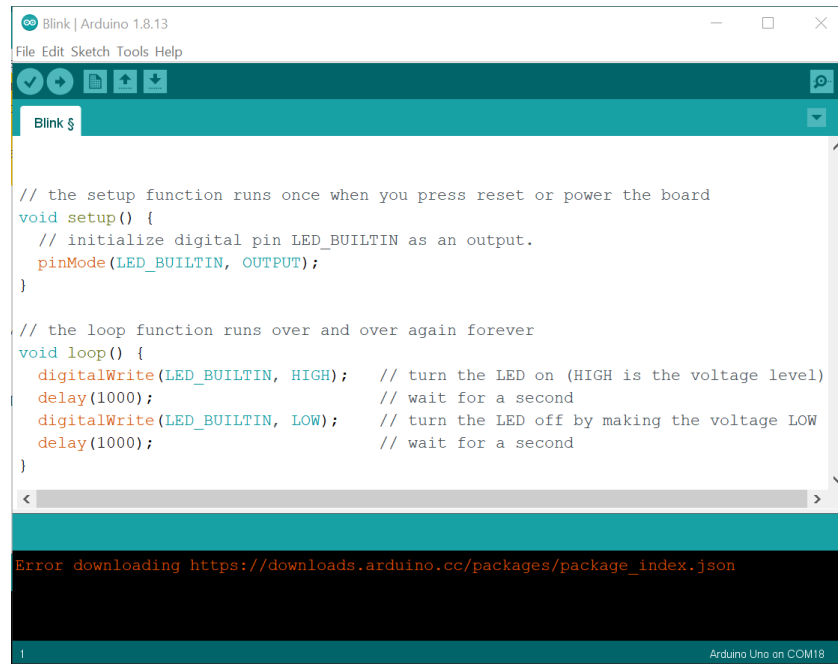 Blink | Arduino 1.8.13
File Edit Sketch Tools Help
Blink §
// the setup function runs once when you press reset or power the board
void setup() {
  // initialize digital pin LED_BUILTIN as an output.
  pinMode(LED_BUILTIN, OUTPUT);
}
// the loop function runs over and over again forever
void loop() {
  digitalWrite(LED_BUILTIN, HIGH);   // turn the LED on (HIGH is the voltage level)
  delay(1000);                       // wait for a second
  digitalWrite(LED_BUILTIN, LOW);    // turn the LED off by making the voltage LOW
  delay(1000);                       // wait for a second
}
Error downloading https://downloads.arduino.cc/packages/package_index.json
1 Arduino Uno on COM18